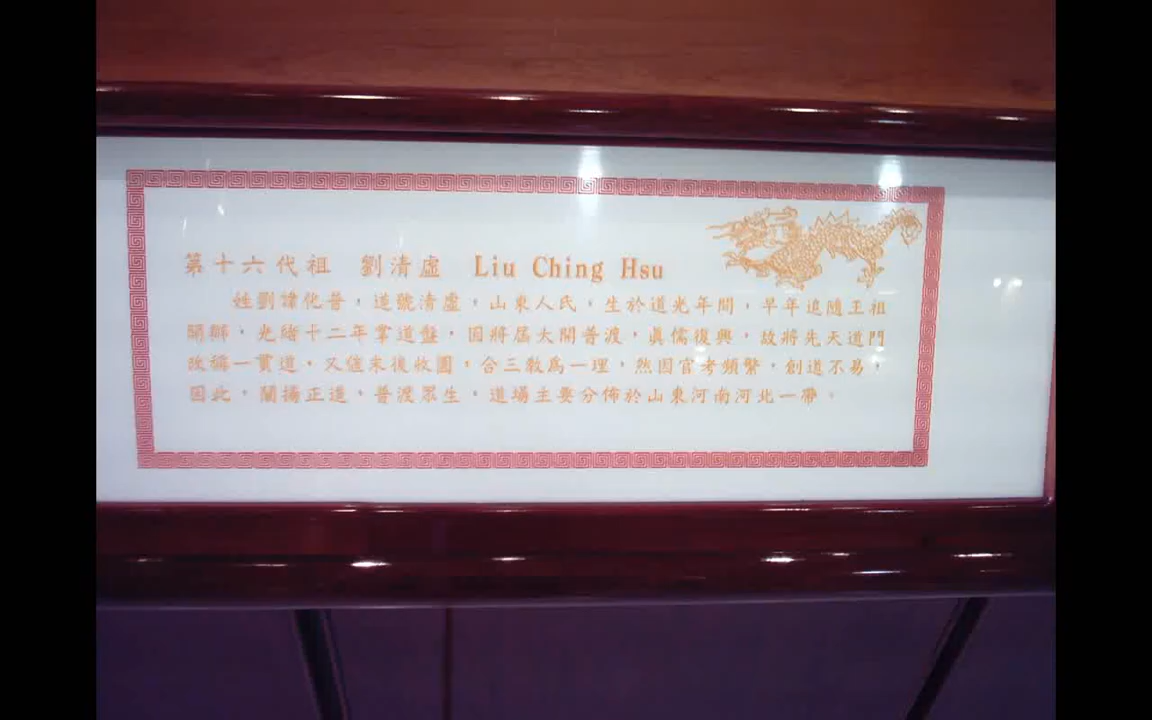 第十六代祖 劉清虛 Liu Ching Hsu
姓劉諱化普，道號清虛，山東人氏，生於道光年間，早年追隨王祖
光緒十二年掌道盤，因將屆大開普渡，眞儒復興，故將先天道門
改稱一貫道，又值末後收圓，合三教爲一理，然因官考頻繁，創道不易，
因此，闡揚正道，普渡眾生，道場主要分佈於山東河南河北一帶。